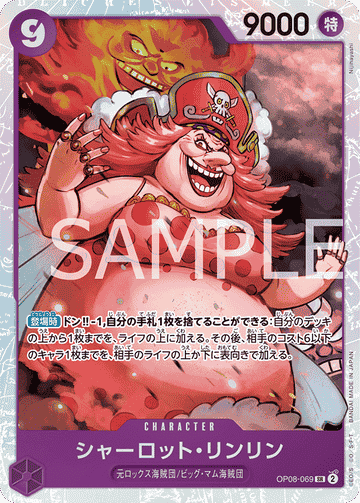 9
9000
特
SAMPLE
登場時 ドン!!-1,自分の手札1枚を捨てることができる:自分のデッキ
の上から1枚までを、ライフの上に加える。その後、相手のコスト6以下
のキャラ1枚までを、相手のライフの上か下に表向きで加える。
CHARACTER
シャーロット・リンリン
元ロックス海賊団/ビッグ・マム海賊団
OP08-069 SR 2